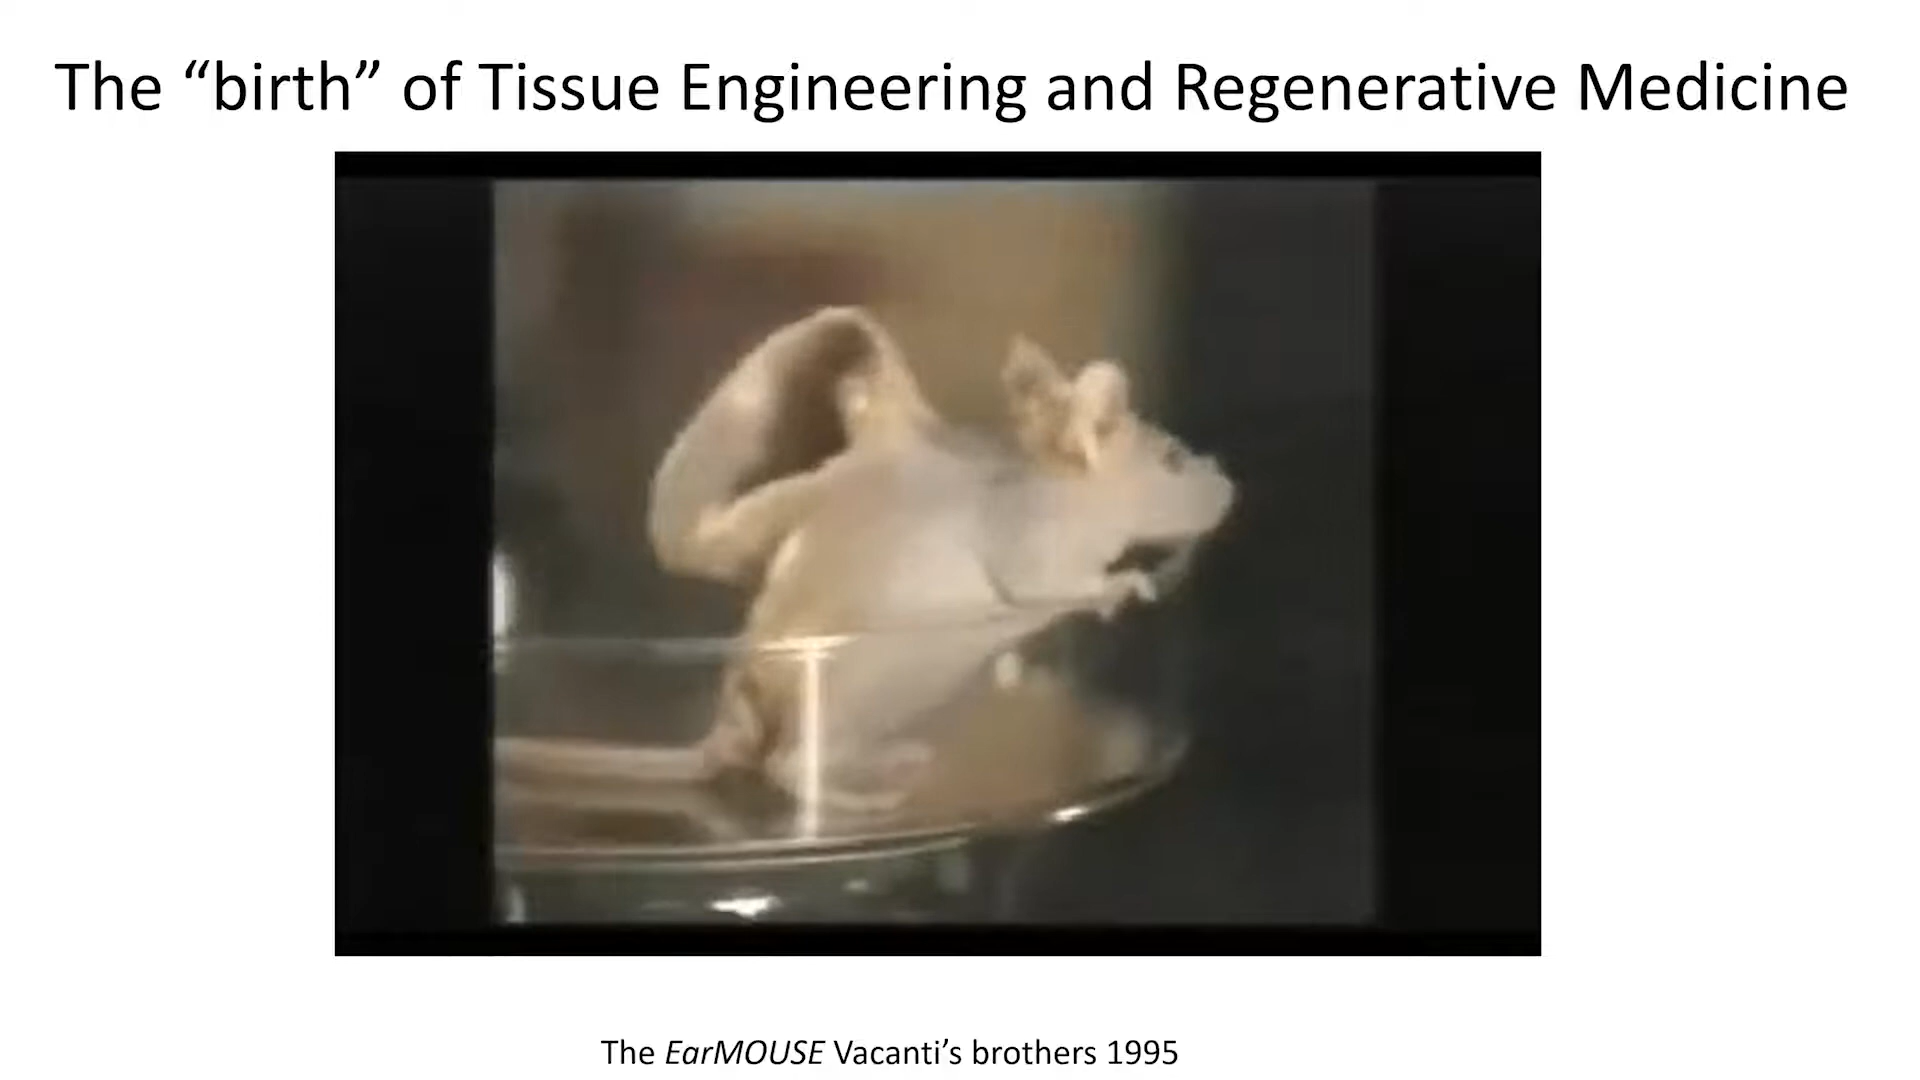 The “birth” of Tissue Engineering and Regenerative Medicine
The EarMOUSE Vacanti’s brothers 1995